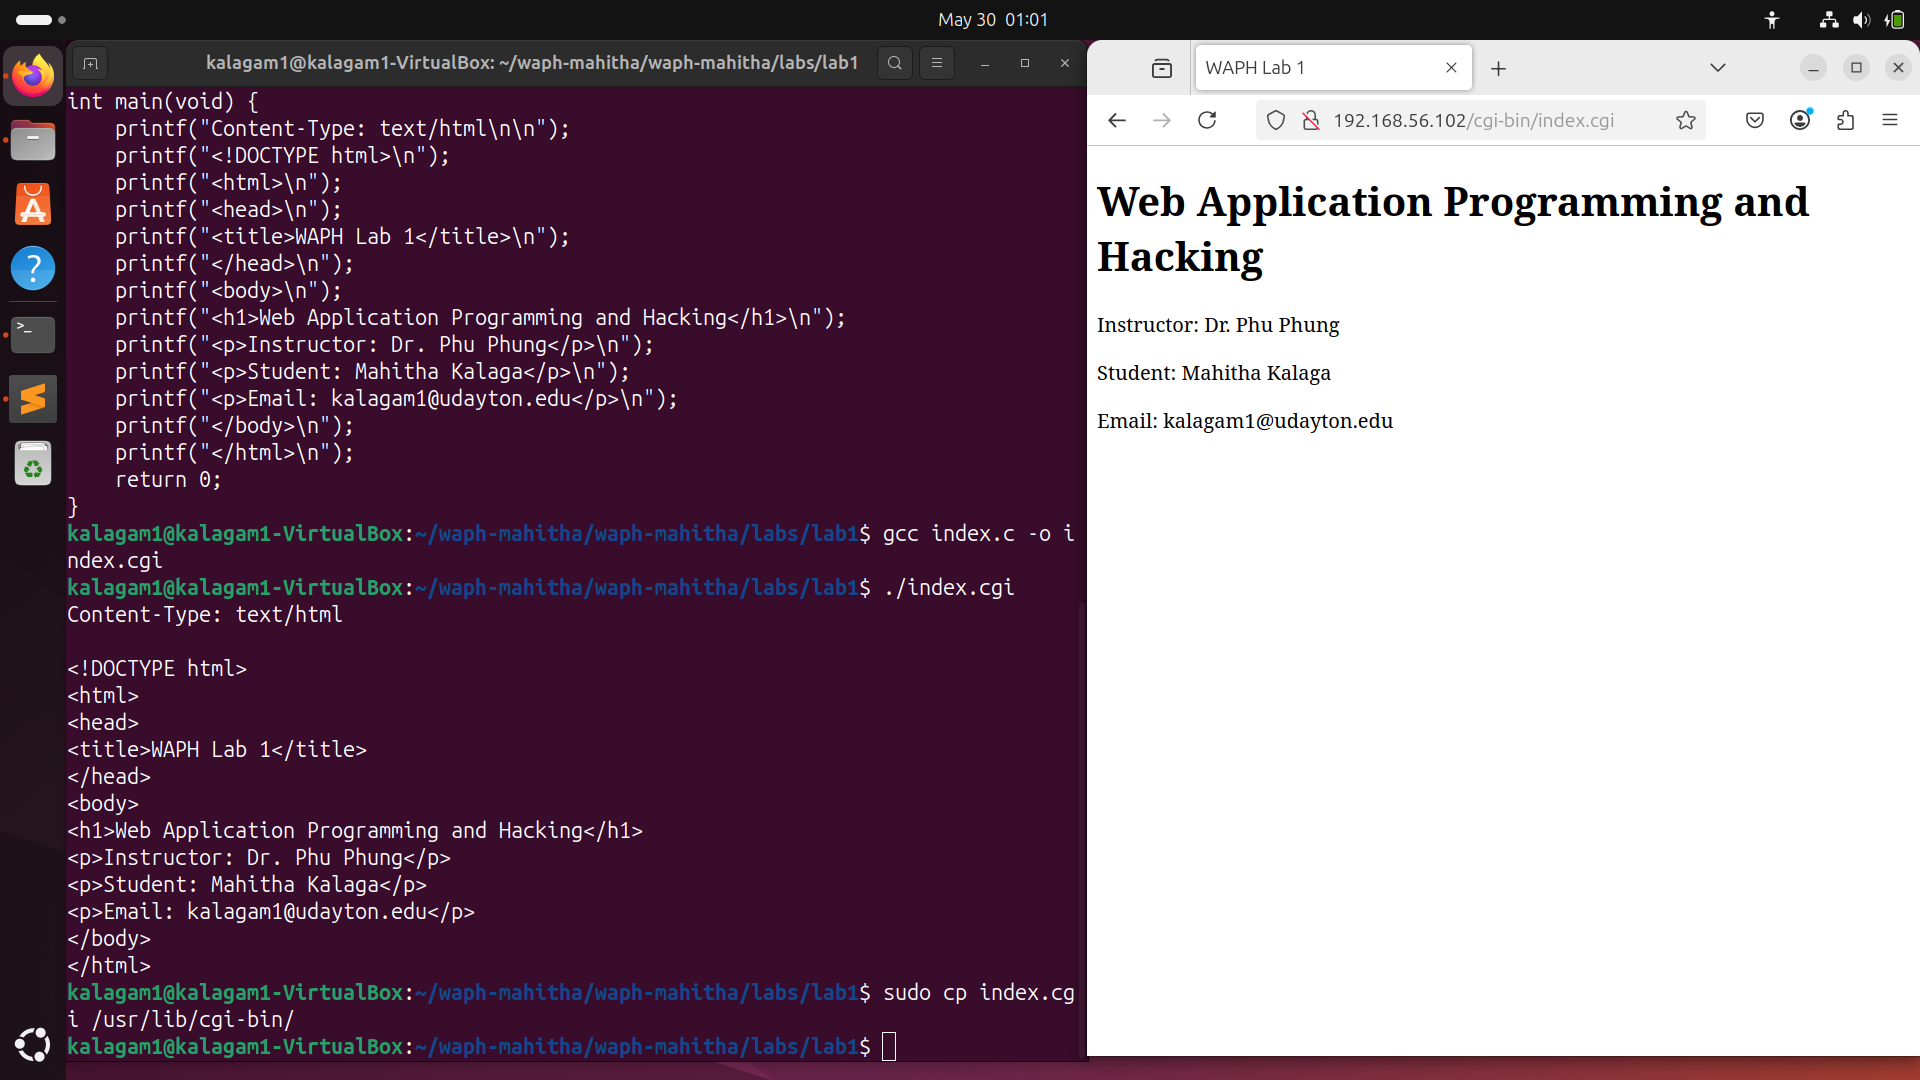 May 30 01:01
kalagam1@kalagam1-VirtualBox: ~/waph-mahitha/waph-mahitha/labs/lab1
int main(void) {
    printf("Content-Type: text/html\n\n");
    printf("<!DOCTYPE html>\n");
    printf("<html>\n");
    printf("<head>\n");
    printf("<title>WAPH Lab 1</title>\n");
    printf("</head>\n");
    printf("<body>\n");
    printf("<h1>Web Application Programming and Hacking</h1>\n");
    printf("<p>Instructor: Dr. Phu Phung</p>\n");
    printf("<p>Student: Mahitha Kalaga</p>\n");
    printf("<p>Email: kalagam1@udayton.edu</p>\n");
    printf("</body>\n");
    printf("</html>\n");
    return 0;
}
kalagam1@kalagam1-VirtualBox:~/waph-mahitha/waph-mahitha/labs/lab1$ gcc index.c -o i
ndex.cgi
kalagam1@kalagam1-VirtualBox:~/waph-mahitha/waph-mahitha/labs/lab1$ ./index.cgi
Content-Type: text/html

<!DOCTYPE html>
<html>
<head>
<title>WAPH Lab 1</title>
</head>
<body>
<h1>Web Application Programming and Hacking</h1>
<p>Instructor: Dr. Phu Phung</p>
<p>Student: Mahitha Kalaga</p>
<p>Email: kalagam1@udayton.edu</p>
</body>
</html>
kalagam1@kalagam1-VirtualBox:~/waph-mahitha/waph-mahitha/labs/lab1$ sudo cp index.cg
i /usr/lib/cgi-bin/
kalagam1@kalagam1-VirtualBox:~/waph-mahitha/waph-mahitha/labs/lab1$
WAPH Lab 1
192.168.56.102/cgi-bin/index.cgi
Web Application Programming and
Hacking
Instructor: Dr. Phu Phung
Student: Mahitha Kalaga
Email: kalagam1@udayton.edu